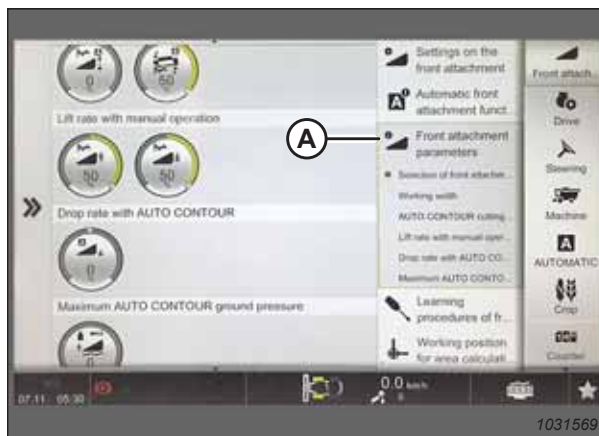 0
50
Lift rate with manual operation
50
50
Drop rate with AUTO CONTOUR
0
Maximum AUTO CONTOUR ground pressure
0
Settings on the
front attachment
Automatic front
attachment funct
A
Front attachment
parameters
Selection of front attachm...
Working width
AUTO CONTOUR cutting...
Lift rate with manual oper...
Drop rate with AUTO CO...
Maximum AUTO CONTO...
Learning
procedures of fr...
Working position
for area calculati...
Front attach...
Drive
Steering
Machine
A
AUTOMATIC
Crop
Counter
07.11 05:30
0.0 km/h
0
1031569